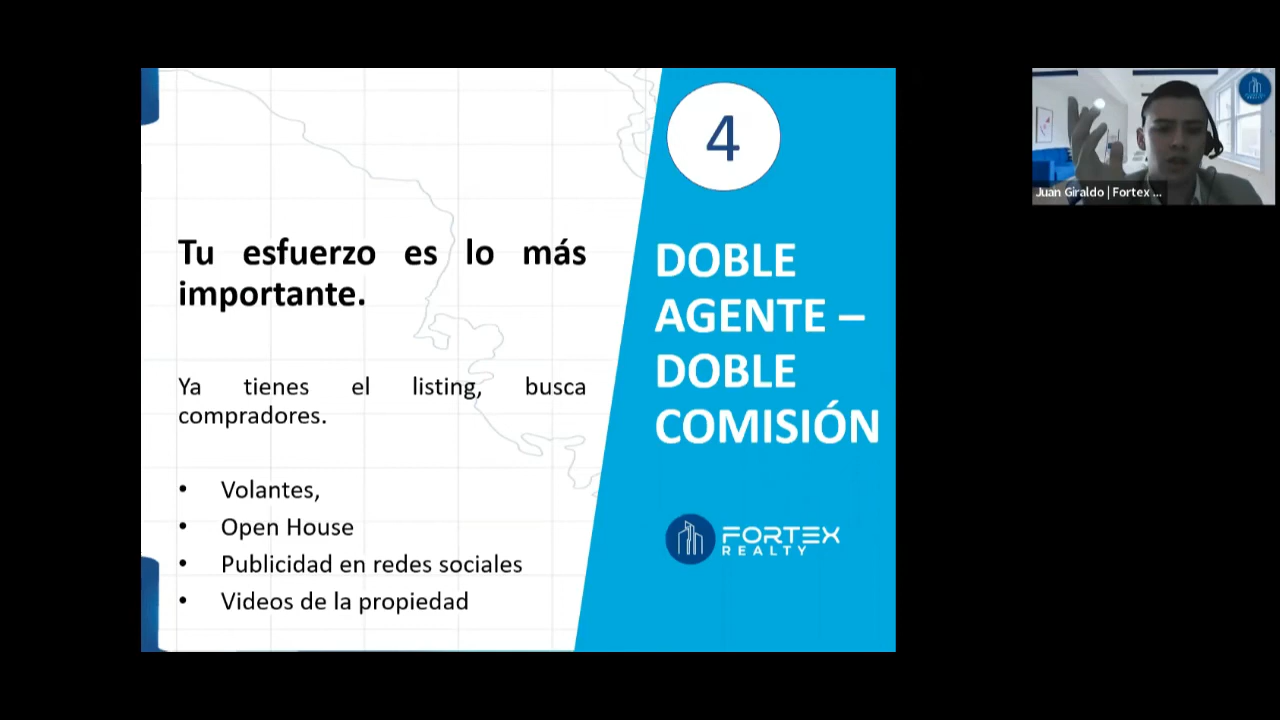 Tu esfuerzo es lo más
importante.
Ya tienes el listing, busca
compradores.
• Volantes,
• Open House
• Publicidad en redes sociales
• Videos de la propiedad
4
DOBLE
AGENTE –
DOBLE
COMISIÓN
FORTEX
REALTY
Juan Giraldo | Fortex ...